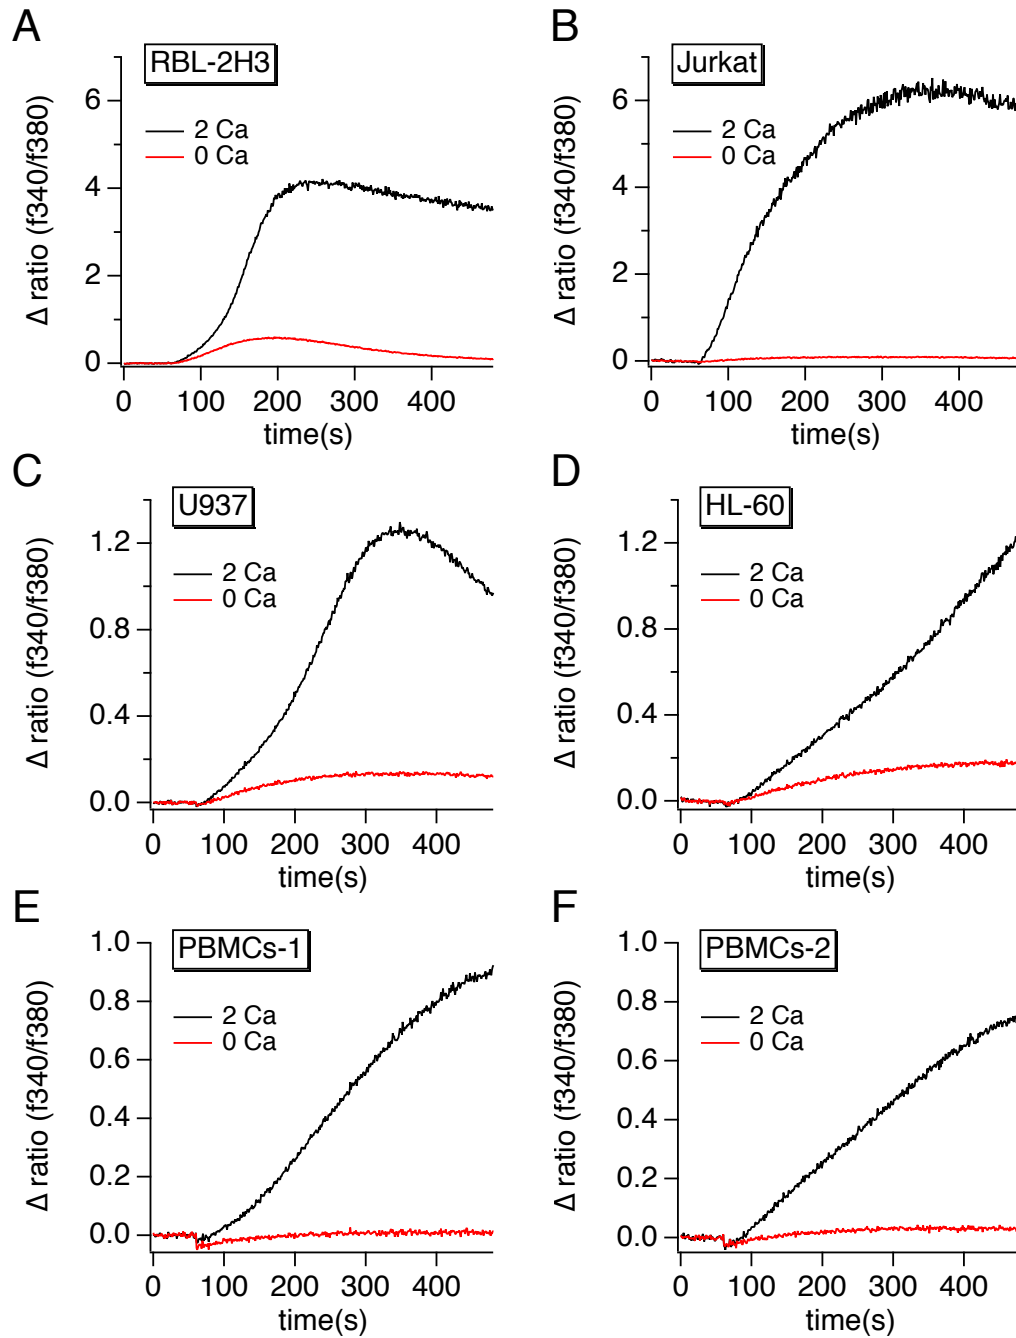 A
RBL-2H3
2 Ca
0 Ca
Δ ratio (f340/f380)
6
4
2
0
0 100 200 300 400
time(s)
B
Jurkat
2 Ca
0 Ca
Δ ratio (f340/f380)
6
4
2
0
0 100 200 300 400
time(s)
C
U937
2 Ca
0 Ca
Δ ratio (f340/f380)
1.2
0.8
0.4
0.0
0 100 200 300 400
time(s)
D
HL-60
2 Ca
0 Ca
Δ ratio (f340/f380)
1.2
0.8
0.4
0.0
0 100 200 300 400
time(s)
E
PBMCs-1
2 Ca
0 Ca
Δ ratio (f340/f380)
1.0
0.8
0.6
0.4
0.2
0.0
0 100 200 300 400
time(s)
F
PBMCs-2
2 Ca
0 Ca
Δ ratio (f340/f380)
1.0
0.8
0.6
0.4
0.2
0.0
0 100 200 300 400
time(s)